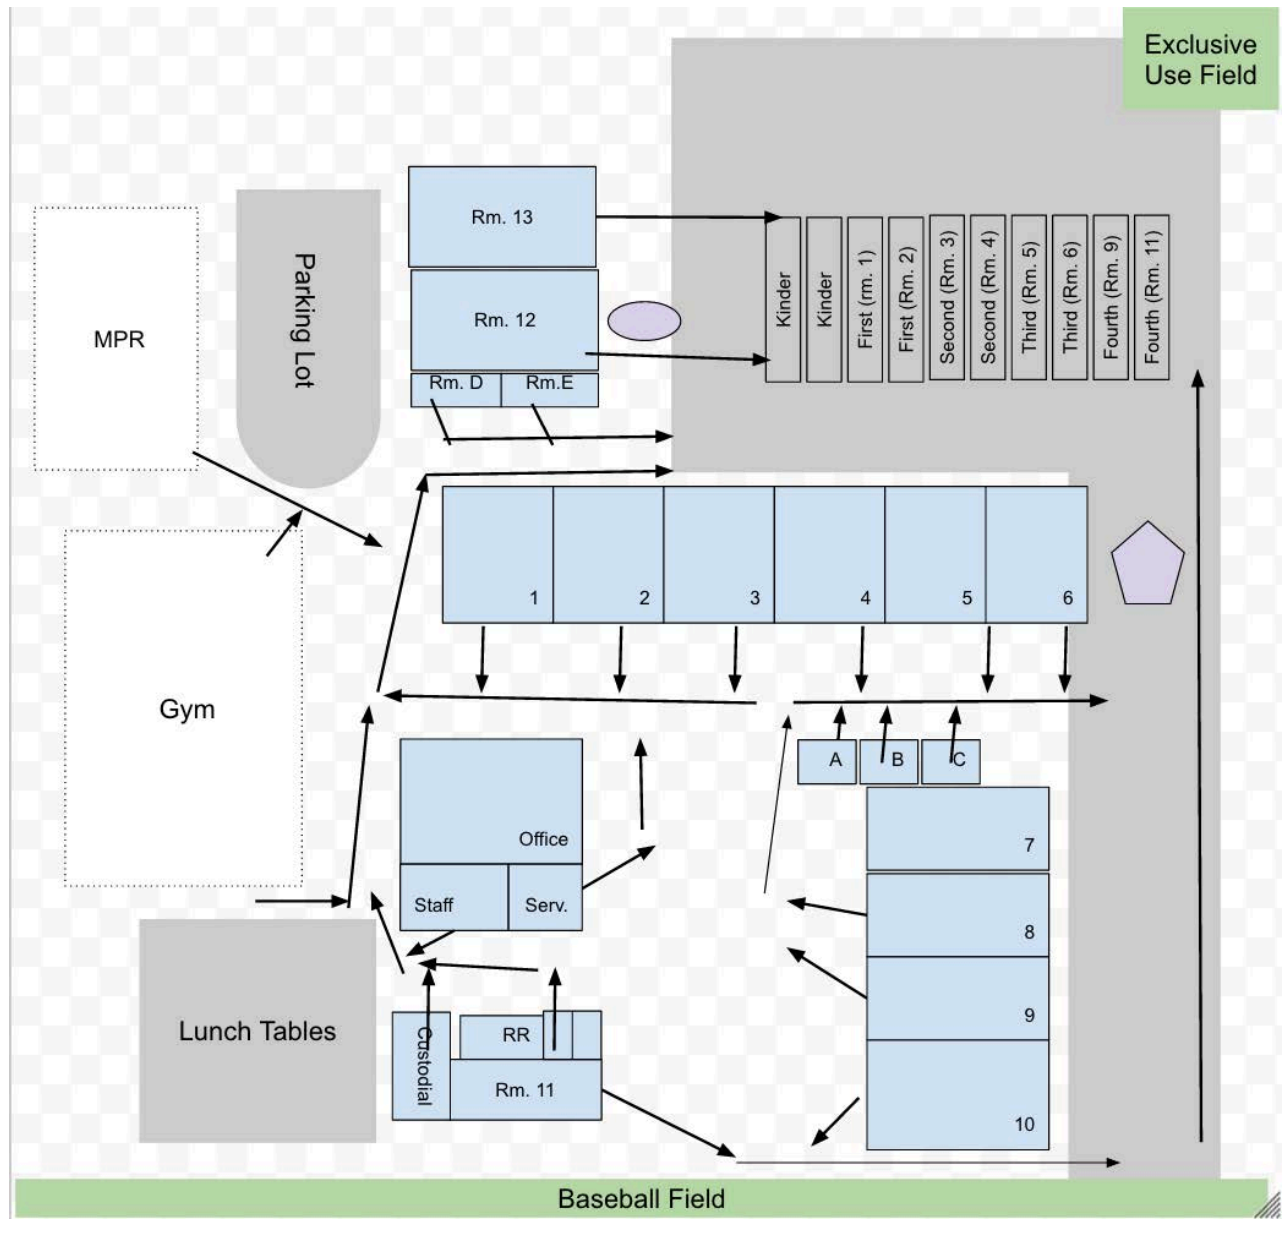 Exclusive
Use Field
Rm. 13
Parking Lot
MPR
Rm. 12
Rm. D
Rm.E
Kinder
Kinder
First (rm. 1)
First (Rm. 2)
Second (Rm. 3)
Second (Rm. 4)
Third (Rm. 5)
Third (Rm. 6)
Fourth (Rm. 9)
Fourth (Rm. 11)
1
2
3
4
5
6
Gym
A
B
C
Office
7
Staff
Serv.
8
Lunch Tables
Custodial
RR
9
Rm. 11
10
Baseball Field